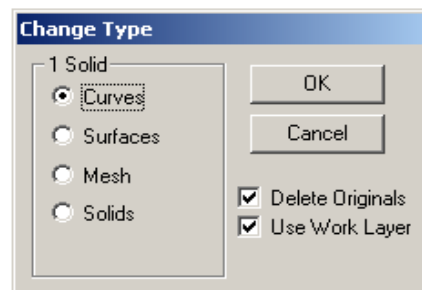 Change Type
1 Solid
Curves
Surfaces
Mesh
Solids
OK
Cancel
Delete Originals
Use Work Layer